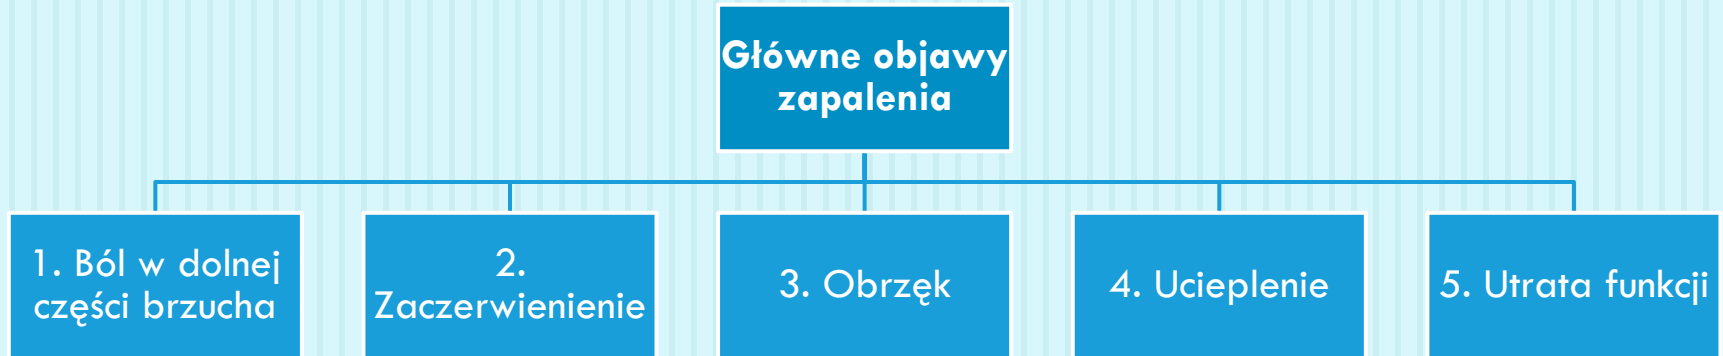 Główne objawy
zapalenia
1. Ból w dolnej
części brzucha
2.
Zaczerwienienie
3. Obrzęk
4. Ucieplenie
5. Utrata funkcji